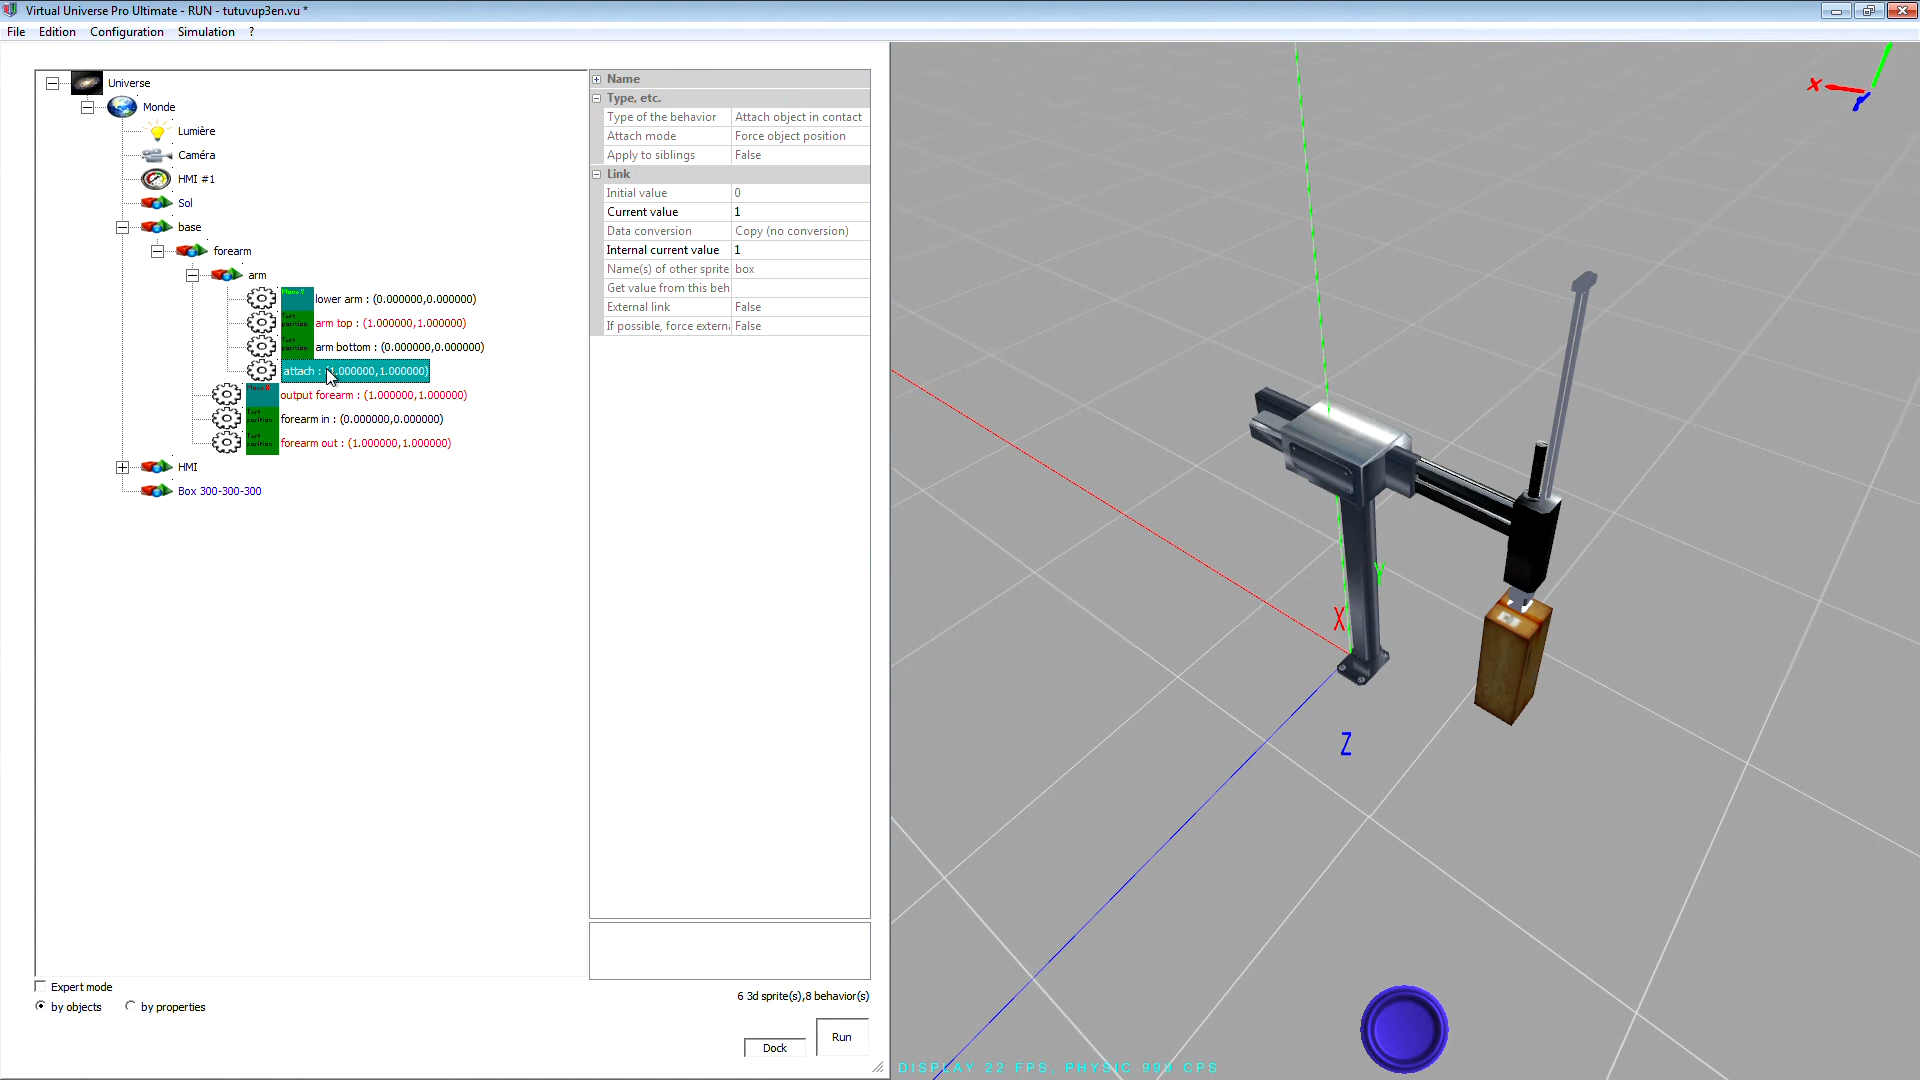 Virtual Universe Pro Ultimate - RUN - tutuvup3en.vu *
File Edition Configuration Simulation ?
Universe
Monde
Lumière
Caméra
HMI #1
Sol
base
forearm
arm
lower arm : (0.000000,0.000000)
arm top : (1.000000,1.000000)
arm bottom : (0.000000,0.000000)
attach : (1.000000,1.000000)
output forearm : (1.000000,1.000000)
forearm in : (0.000000,0.000000)
forearm out : (1.000000,1.000000)
HMI
Box 300-300-300
Name
Type, etc.
Type of the behavior Attach object in contact
Attach mode Force object position
Apply to siblings False
Link
Initial value 0
Current value 1
Data conversion Copy (no conversion)
Internal current value 1
Name(s) of other sprite box
Get value from this beh
External link False
If possible, force extern False
Expert mode
by objects by properties
6 3d sprite(s),8 behavior(s)
Dock
Run
X
Y
X
Z
DISPLAY 22 FPS, PHYSIC 999 CPS